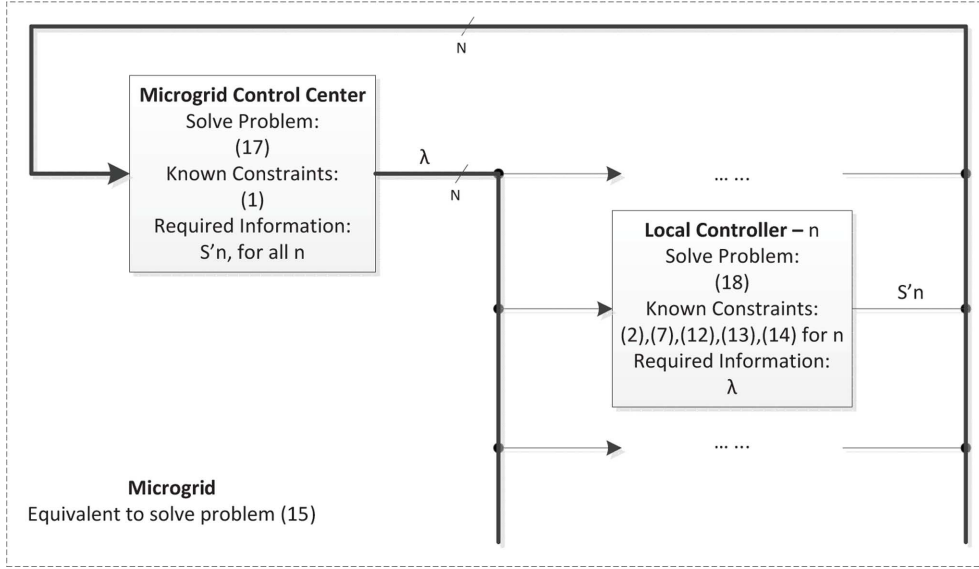 N
Microgrid Control Center
Solve Problem:
(17)
Known Constraints:
(1)
Required Information:
S'n, for all n
λ
N
... ...
Local Controller – n
Solve Problem:
(18)
Known Constraints:
(2),(7),(12),(13),(14) for n
Required Information:
λ
S'n
... ...
Microgrid
Equivalent to solve problem (15)